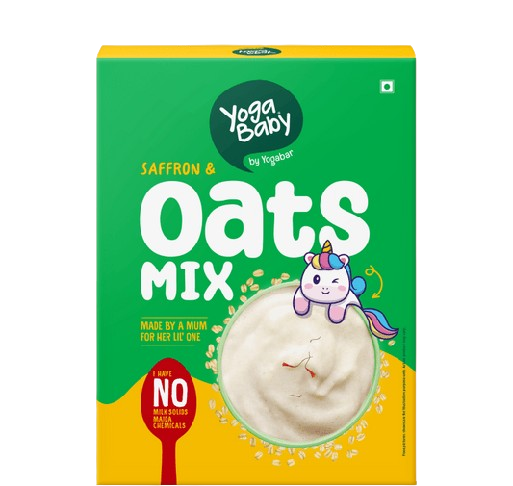 Yoga
Baby
by Yogabar
SAFFRON &
oats
MIX
MADE BY A MUM
FOR HER LIL' ONE
I HAVE
NO
MILK SOLIDS
MAIDA
CHEMICALS